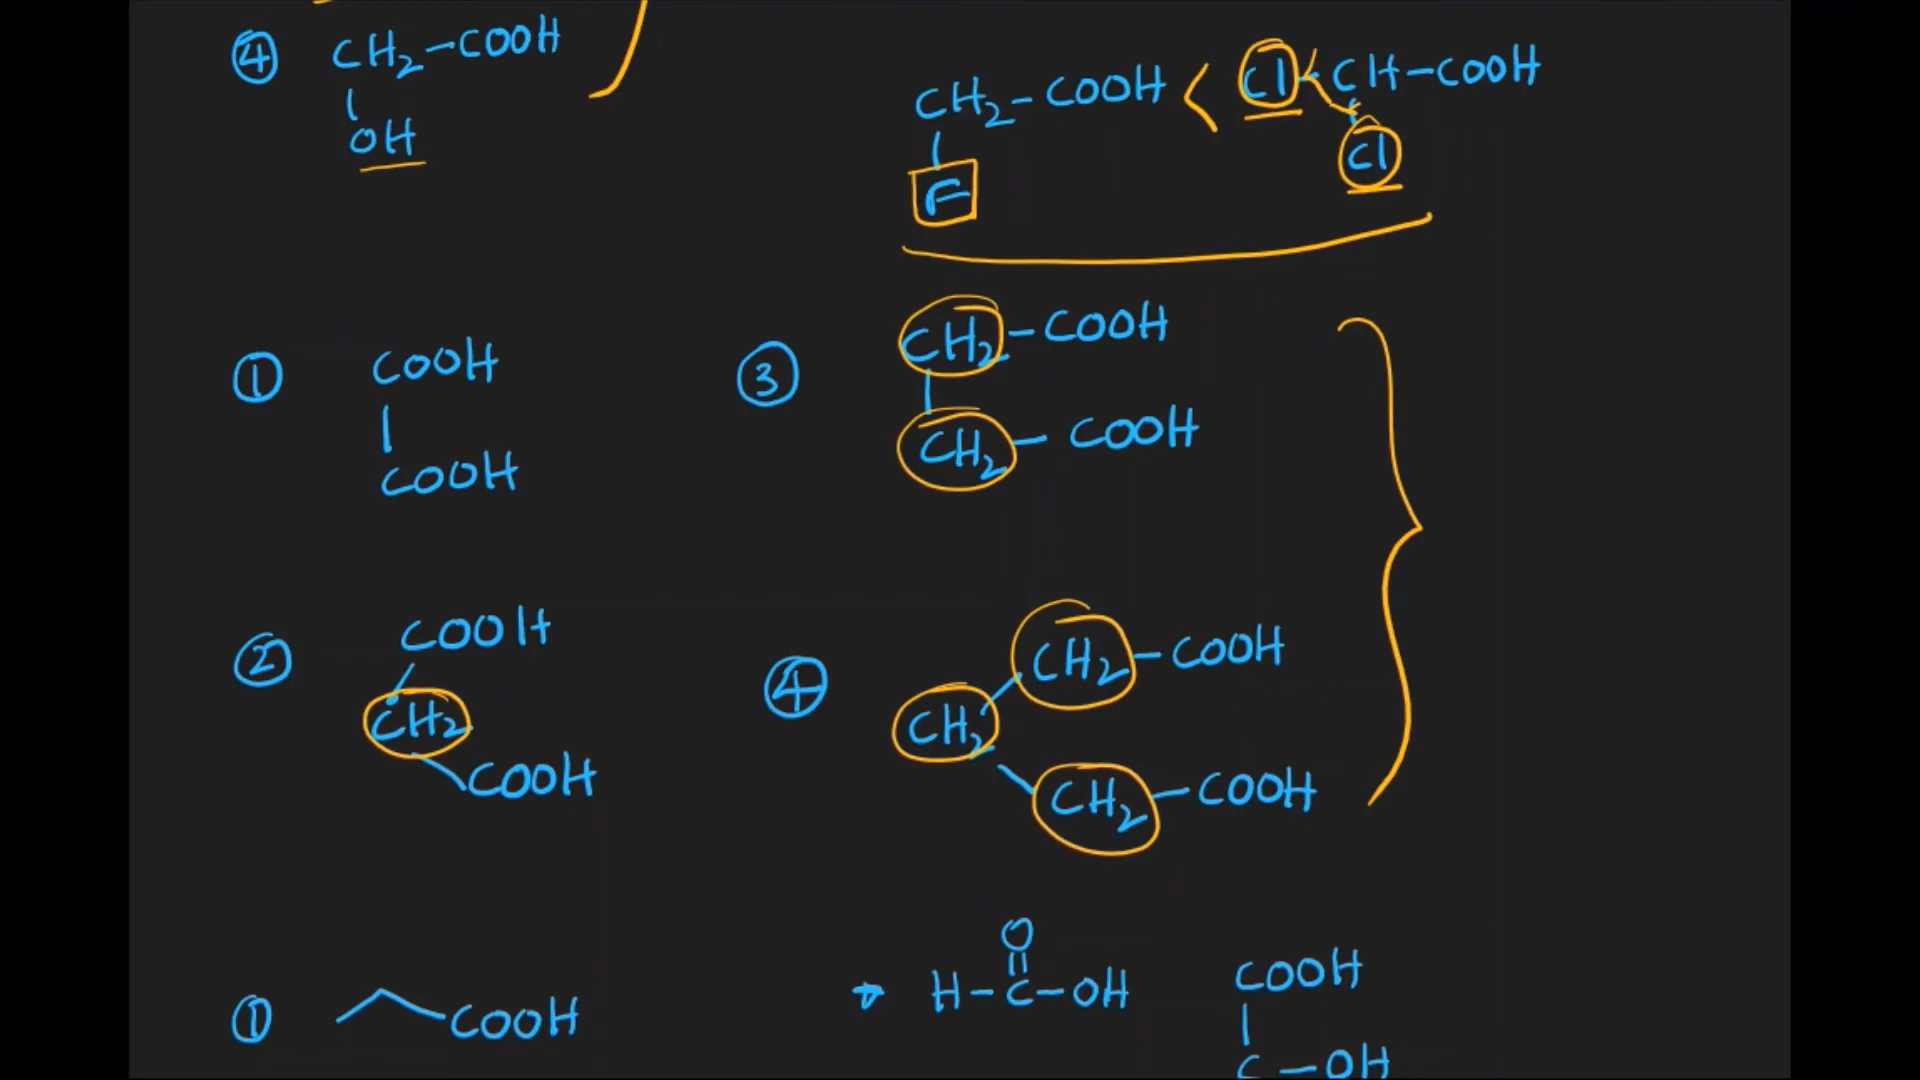 ④ CH2-COOH
OH
CH2-COOH < Cl-CH-COOH
F
Cl
① COOH
COOH
③ CH2-COOH
CH2-COOH
② COOH
CH2
COOH
④ CH2-COOH
CH2
CH2-COOH
① COOH
O
H-C-OH
COOH
C-OH